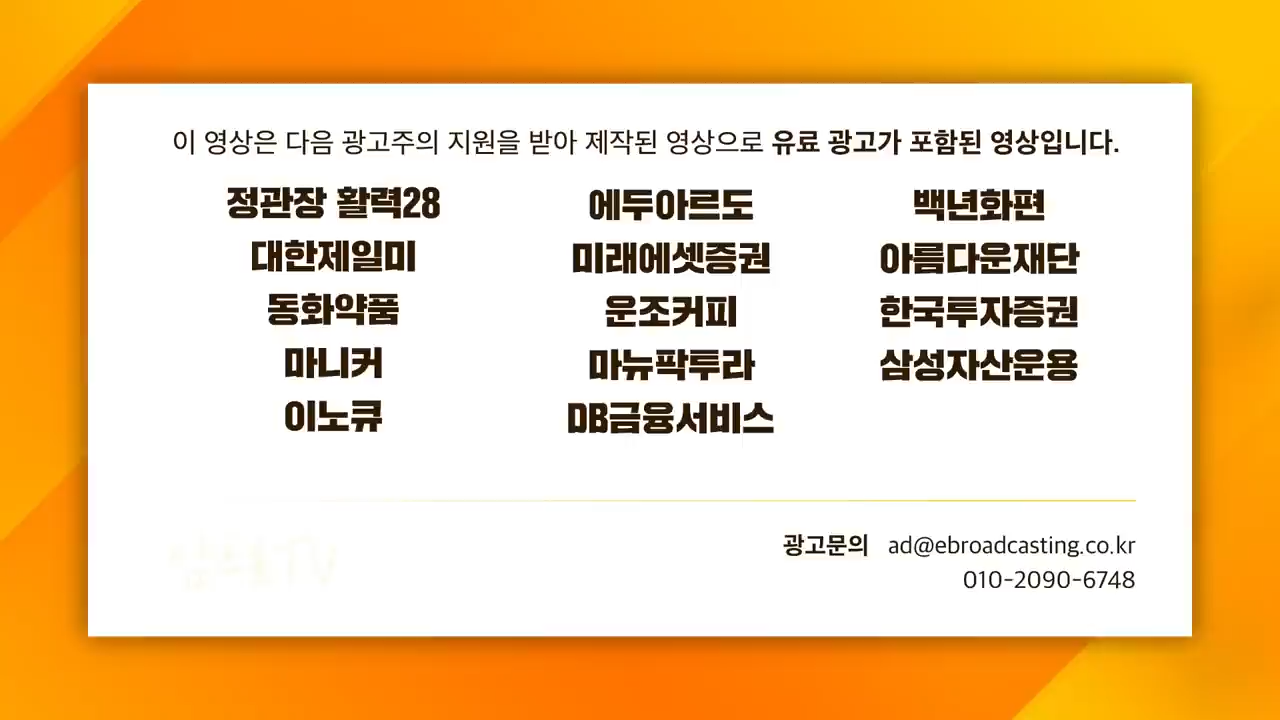 이 영상은 다음 광고주의 지원을 받아 제작된 영상으로 유료 광고가 포함된 영상입니다.
정관장 활력28 에두아르도 백년화편
대한제일미 미래에셋증권 아름다운재단
동화약품 운조커피 한국투자증권
마니커 마뉴팍투라 삼성자산운용
이노큐 DB금융서비스
광고문의 ad@ebroadcasting.co.kr
010-2090-6748